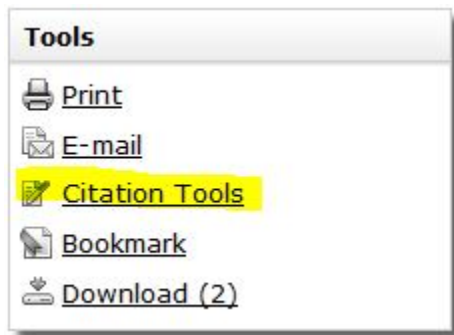 Tools
Print
E-mail
Citation Tools
Bookmark
Download (2)